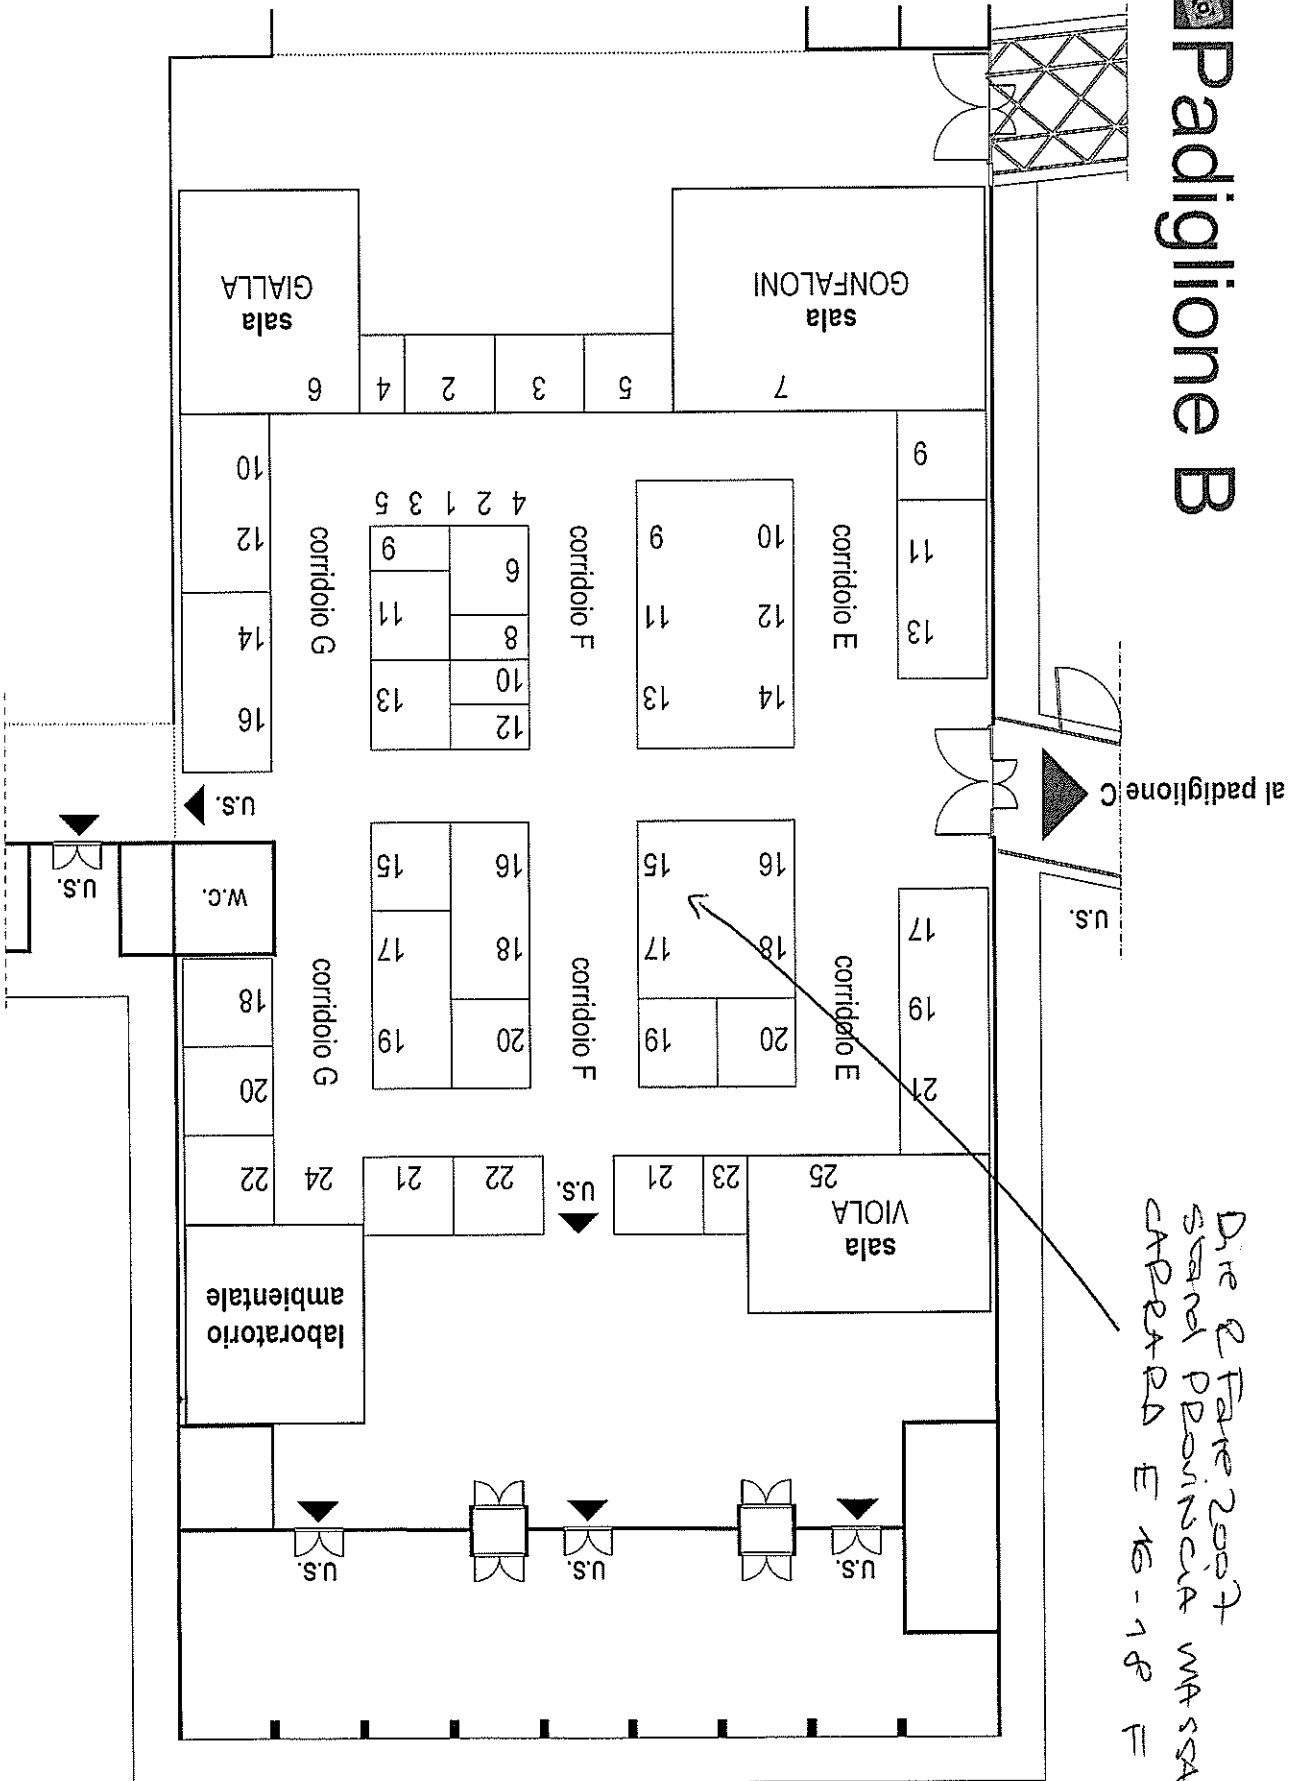 Padiglione B
sala
GIALLA
sala
GONFALONI
6 4 2 3 5 7
10 5 3 1 2 4 9
12 9 6 9 10 11
corridoio G
corridoio F
corridoio E
14 11 8 11 12 13
16 13 10 13 14
12
U.S.
al padiglione C
U.S.
W.C.
15 16 15 16 17
U.S.
18 17 18 17 18 19
corridoio G
corridoio F
corridoio E
20 19 20 19 20 21
22 24 21 22 21 23 25
U.S.
sala
VIOLA
laboratorio
ambientale
U.S.
U.S.
U.S.
Dire & Fare 2007
stand PROVINCIA MASSA
CARRARA E 16-18 F